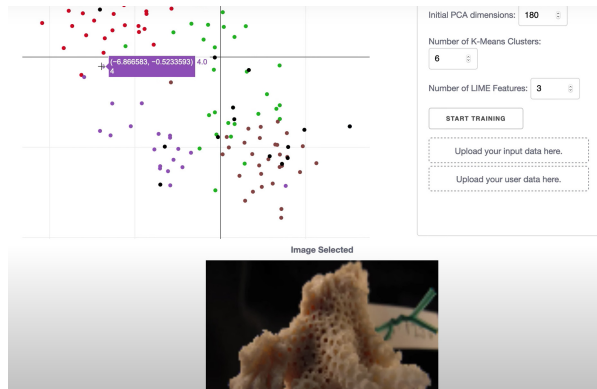 Initial PCA dimensions: 180
Number of K-Means Clusters:
6
(−6.866583, −0.5233593) 4.0
4
Number of LIME Features: 3
START TRAINING
Upload your input data here.
Upload your user data here.
Image Selected